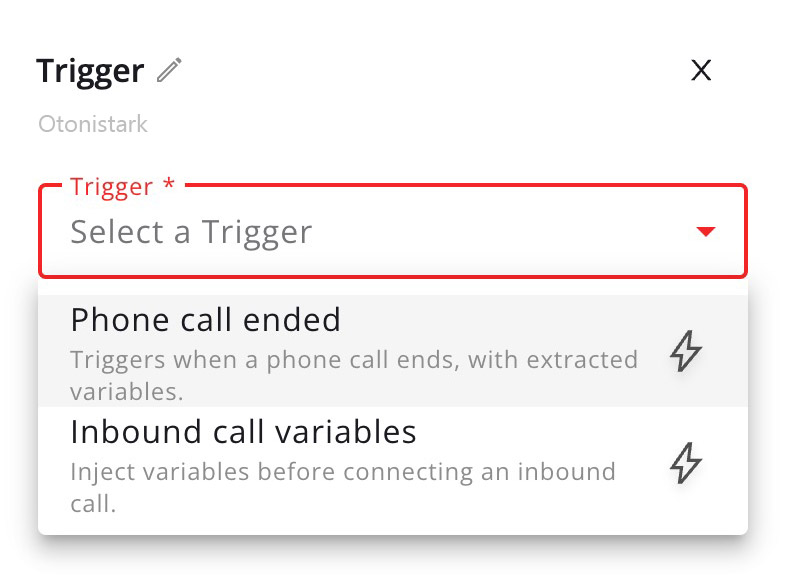 Trigger
X
Otonistark
Trigger *
Select a Trigger
Phone call ended
Triggers when a phone call ends, with extracted
variables.
Inbound call variables
Inject variables before connecting an inbound
call.